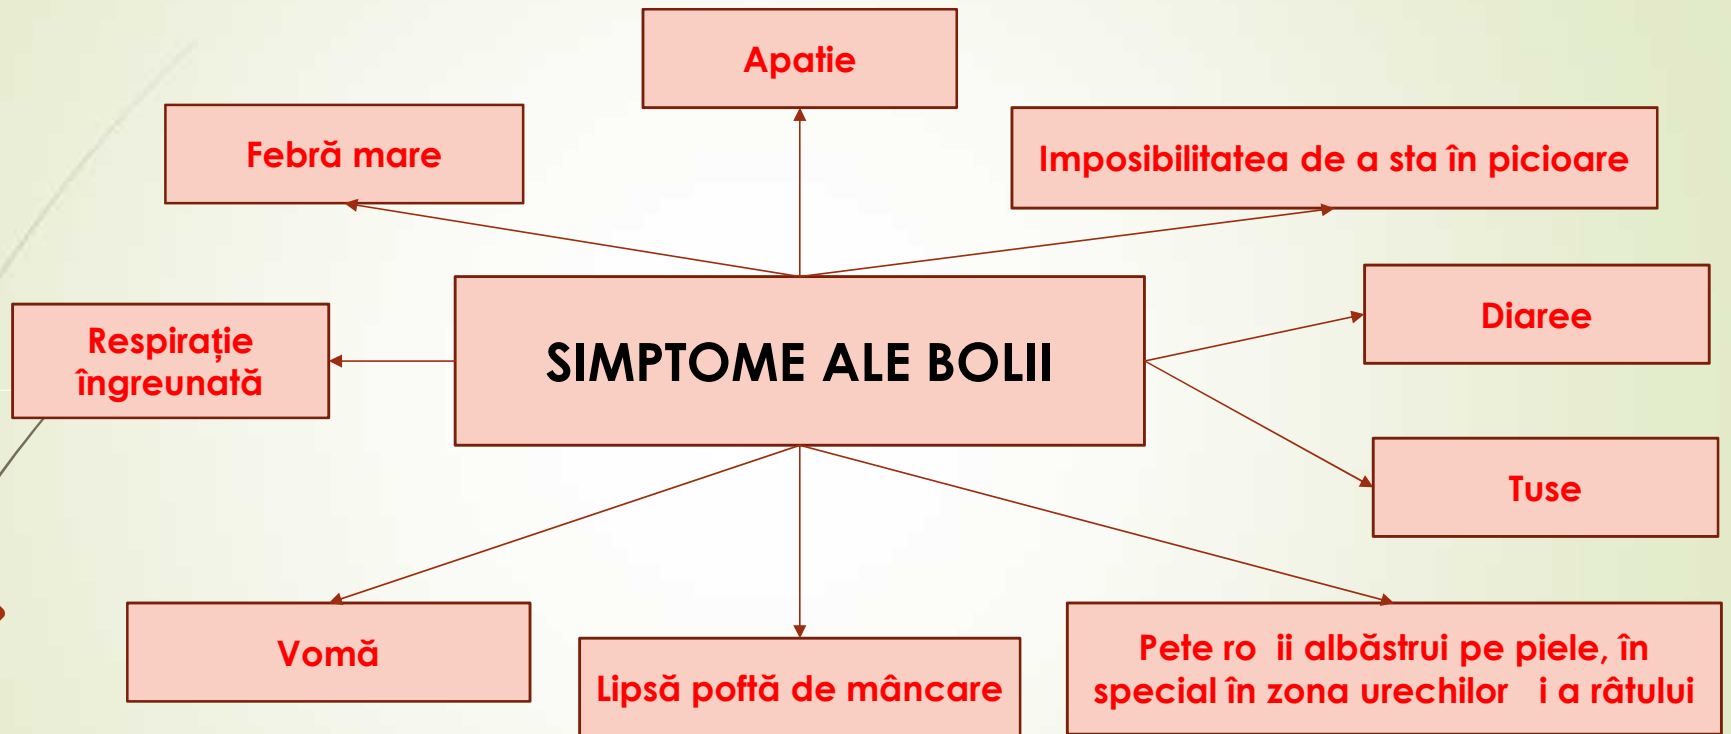 Apatie
Febră mare
Imposibilitatea de a sta în picioare
Respirație
îngreunată
SIMPTOME ALE BOLII
Diaree
Tuse
Vomă
Lipsă poftă de mâncare
Pete ro ii albăstrui pe piele, în
special în zona urechilor i a râtului